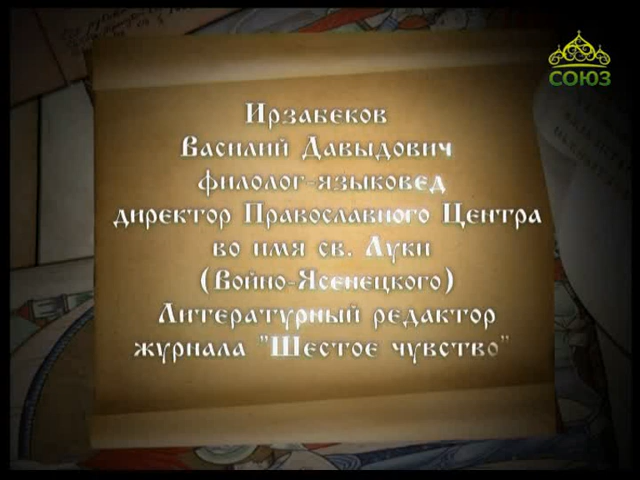 СОЮЗ
Ирзабеков
Василий Давыдович
филолог-языковед
директор Православного Центра
во имя св. Луки
(Войно-Ясенецкого)
Литературный редактор
журнала "Шестое чувство"